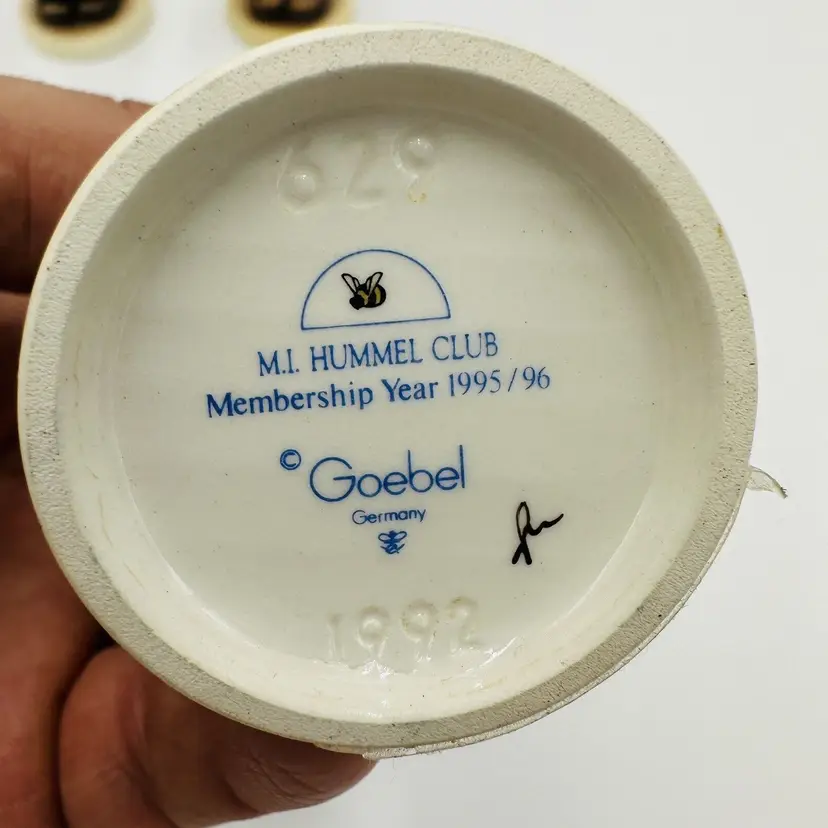 629
M.I. HUMMEL CLUB
Membership Year 1995/96
© Goebel
Germany
1992